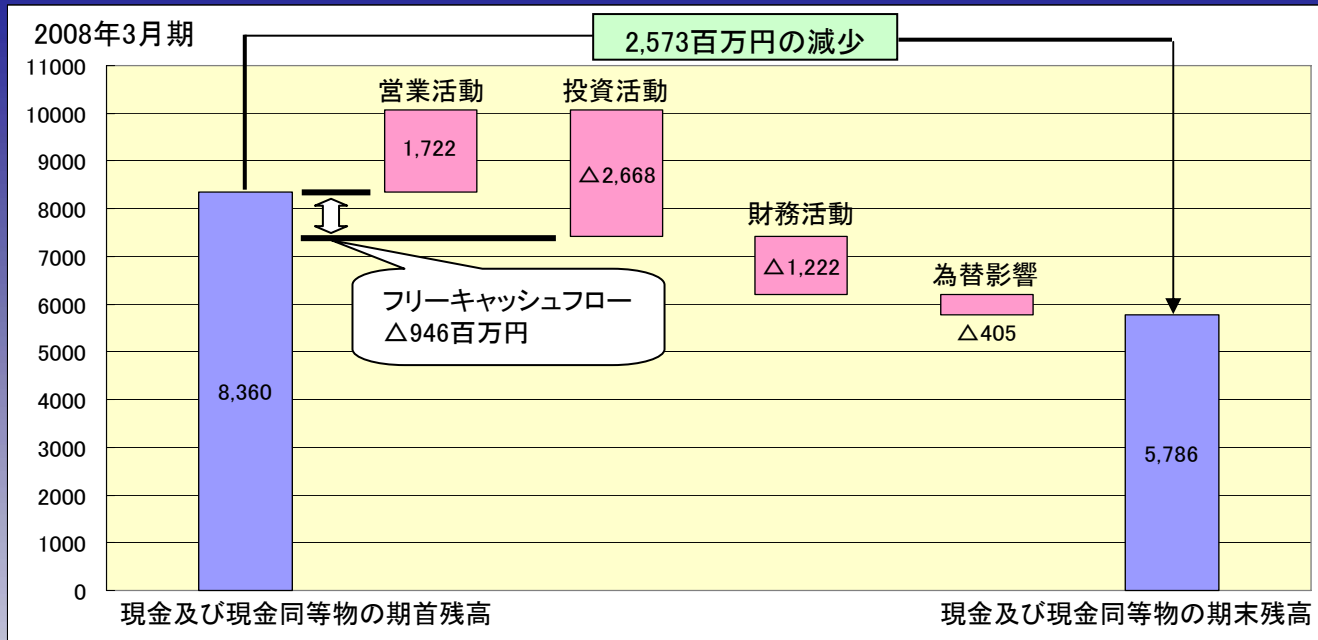 2008年3月期
2,573百万円の減少
11000
10000
9000
8000
7000
6000
5000
4000
3000
2000
1000
0
営業活動
1,722
投資活動
△2,668
財務活動
△1,222
為替影響
△405
フリーキャッシュフロー
△946百万円
8,360
5,786
現金及び現金同等物の期首残高
現金及び現金同等物の期末残高